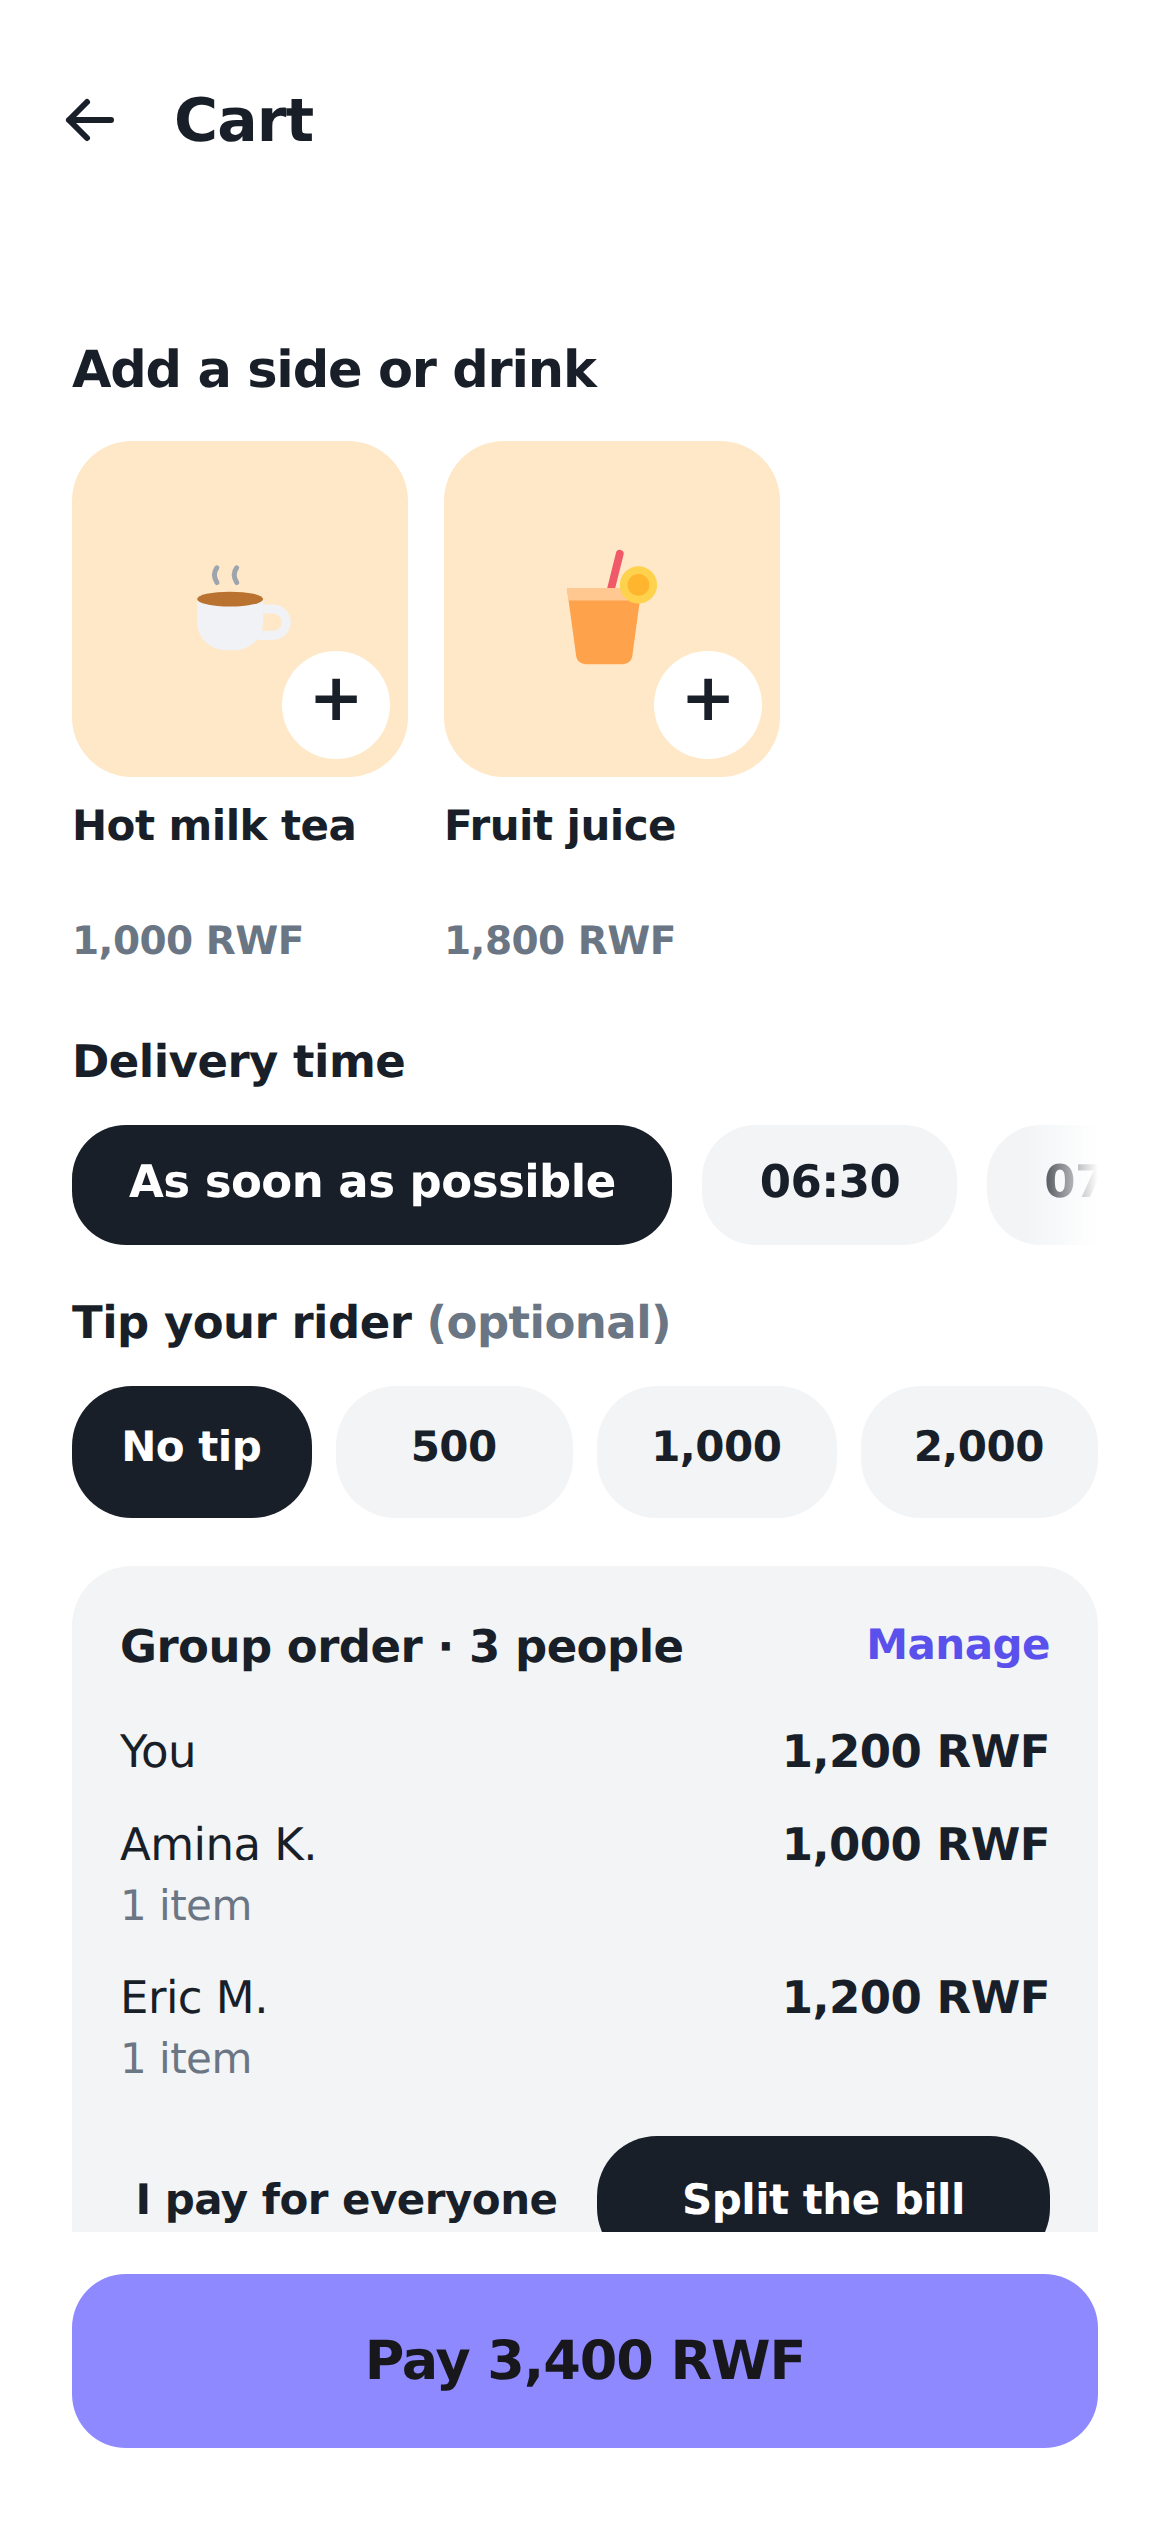 Cart
Add a side or drink
Hot milk tea
Fruit juice
1,000 RWF
1,800 RWF
Delivery time
As soon as possible
06:30
Tip your rider (optional)
No tip
500
1,000
2,000
Group order · 3 people
Manage
You
1,200 RWF
Amina K.
1,000 RWF
1 item
Eric M.
1,200 RWF
1 item
I pay for everyone
Split the bill
Pay 3,400 RWF